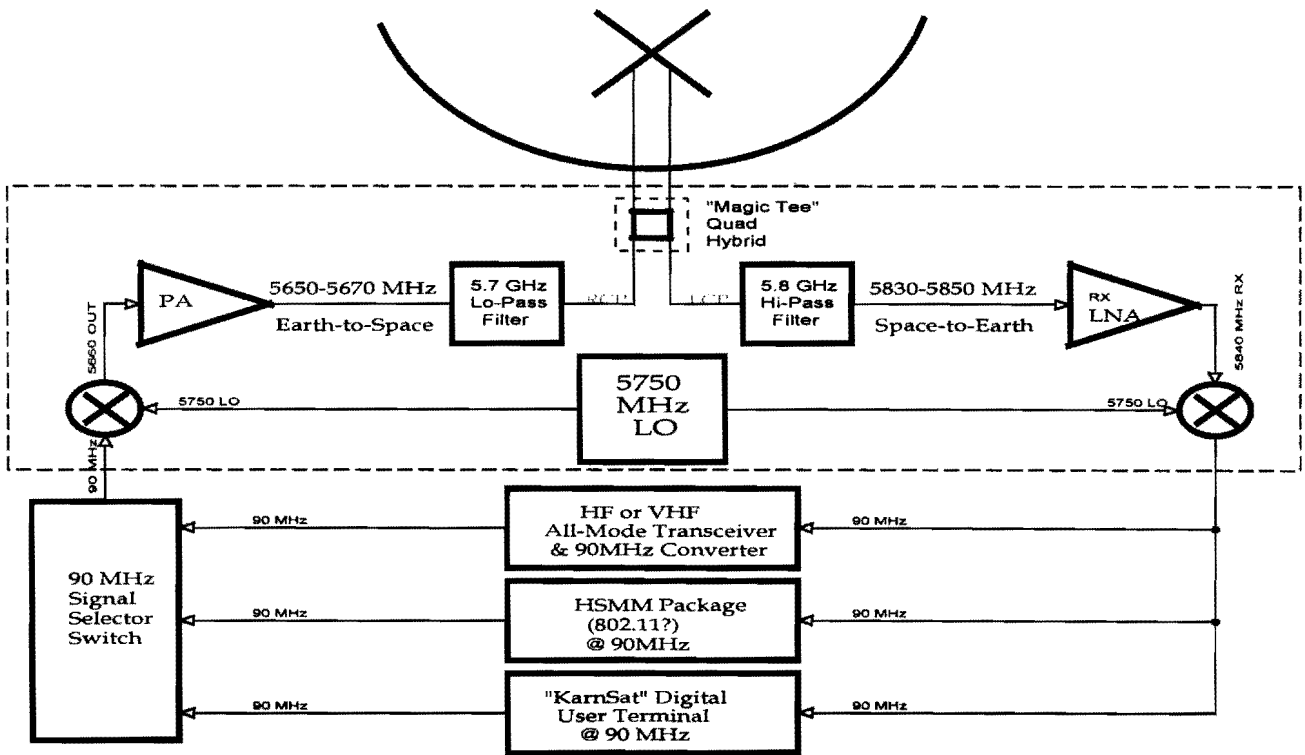 "Magic Tee"
Quad
Hybrid
PA
5650-5670 MHz
Earth-to-Space
5.7 GHz
Lo-Pass
Filter
RCP
LCP
5.8 GHz
Hi-Pass
Filter
5830-5850 MHz
Space-to-Earth
RX
LNA
5660 OUT
5840 MHz RX
5750 LO
5750
MHz
LO
5750 LO
90 MHz
90 MHz
Signal
Selector
Switch
90 MHz
HF or VHF
All-Mode Transceiver
& 90MHz Converter
90 MHz
90 MHz
HSMM Package
(802.11?)
@ 90MHz
90 MHz
90 MHz
"KarnSat" Digital
User Terminal
@ 90 MHz
90 MHz